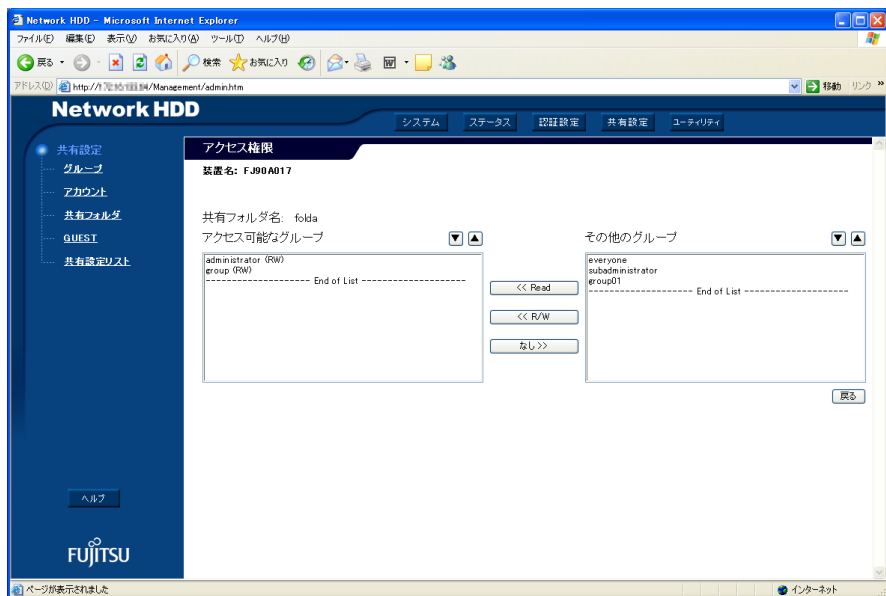 Network HDD - Microsoft Internet Explorer
ファイル(F) 編集(E) 表示(V) お気に入り(A) ツール(T) ヘルプ(H)
戻る 検索 お気に入り
アドレス(D) /Management/admin.htm 移動 リンク »
Network HDD
システム ステータス 認証設定 共有設定 ユーティリティ
共有設定
グループ
アカウント
共有フォルダ
GUEST
共有設定リスト
ヘルプ
FUJITSU
アクセス権限
装置名: FJ90A017
共有フォルダ名: folda
アクセス可能なグループ ▼ ▲
administrator (RW)
group (RW)
-------------------- End of List --------------------
<< Read
<< R/W
なし >>
その他のグループ ▼ ▲
everyone
subadministrator
group01
-------------------- End of List --------------------
戻る
ページが表示されました インターネット